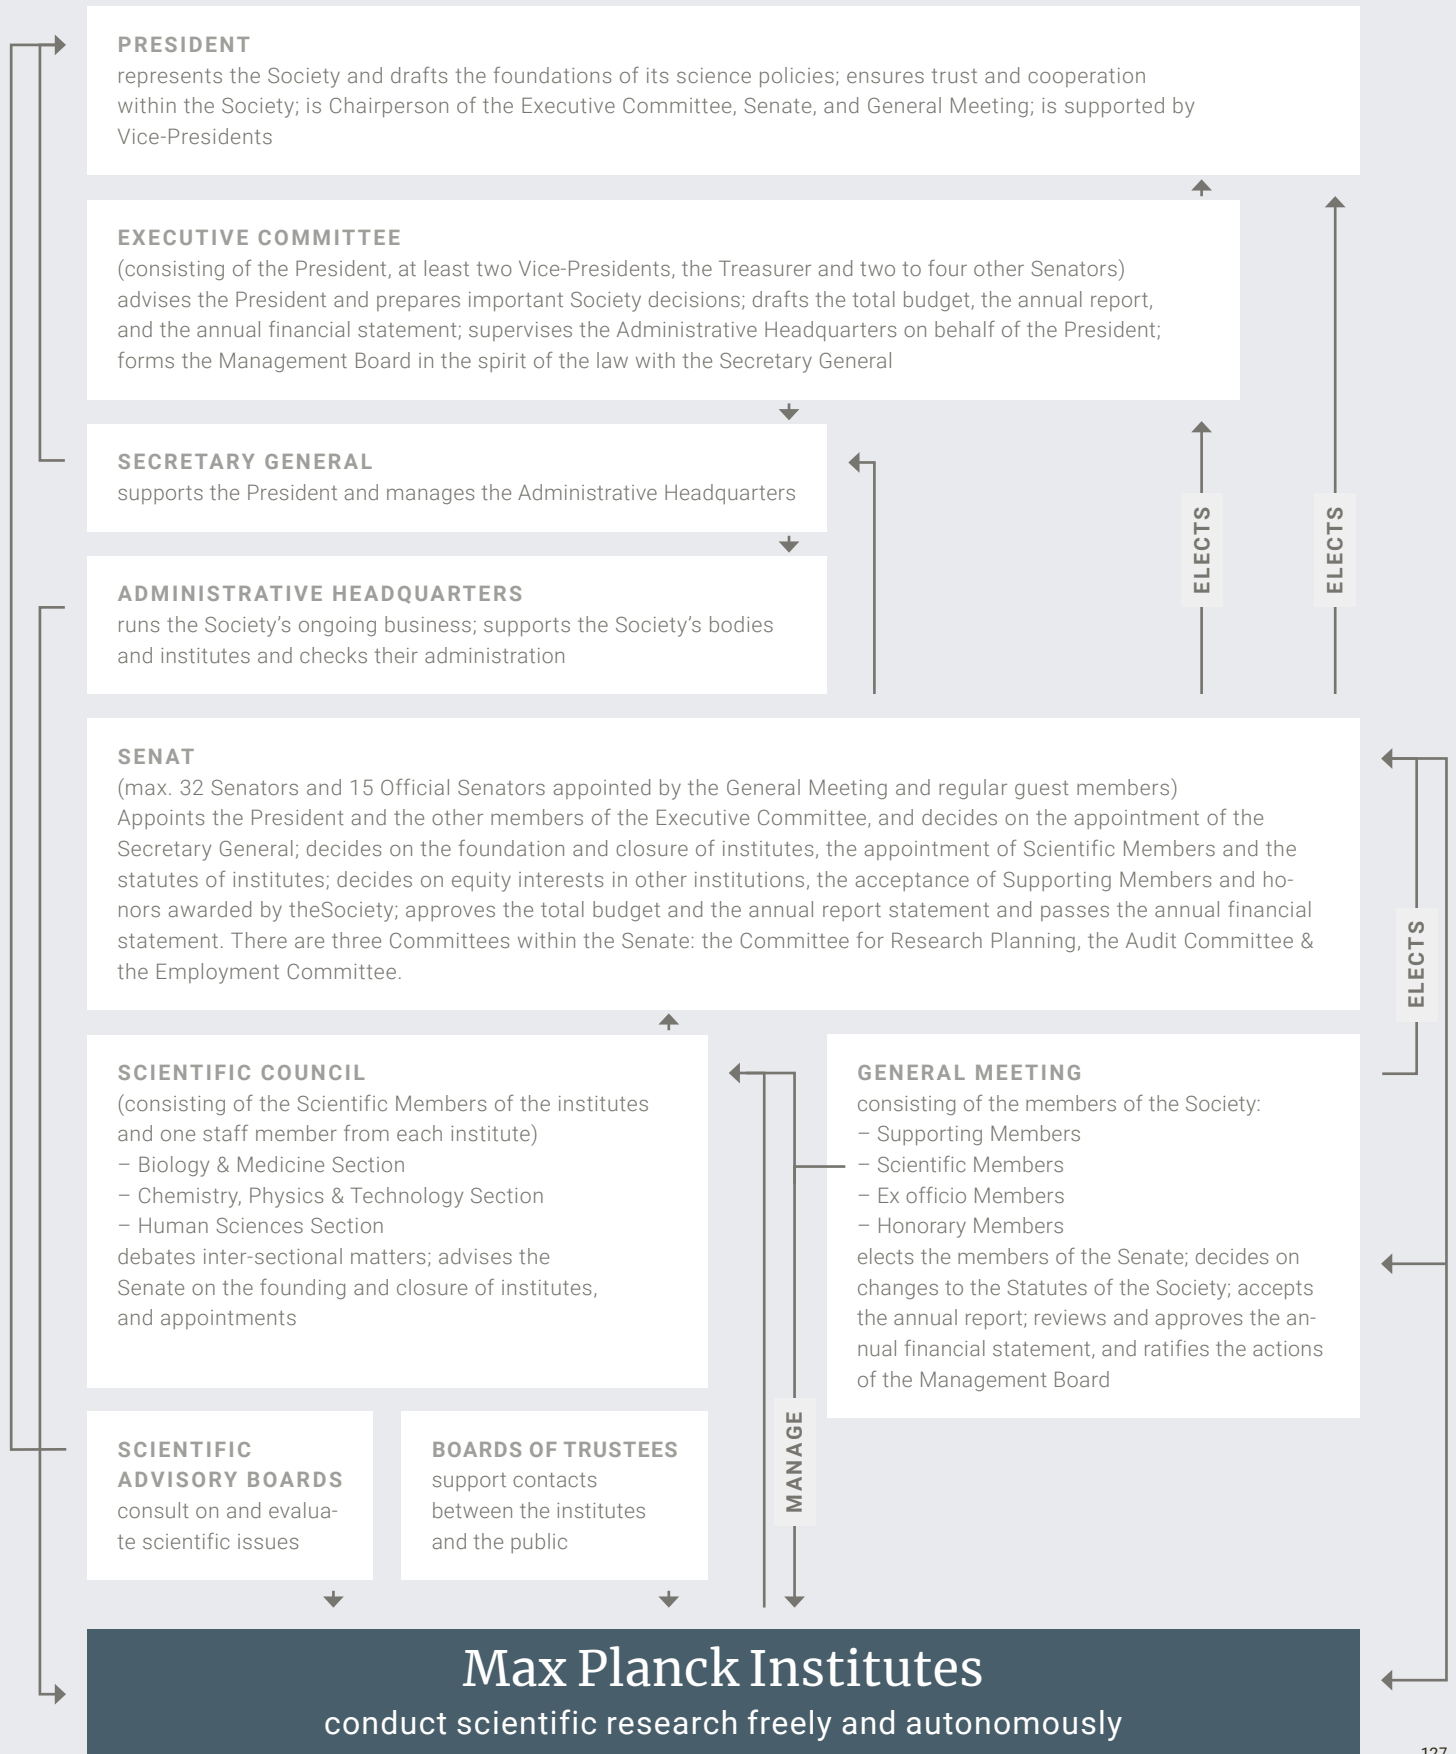 PRESIDENT
represents the Society and drafts the foundations of its science policies; ensures trust and cooperation
within the Society; is Chairperson of the Executive Committee, Senate, and General Meeting; is supported by
Vice-Presidents
EXECUTIVE COMMITTEE
(consisting of the President, at least two Vice-Presidents, the Treasurer and two to four other Senators)
advises the President and prepares important Society decisions; drafts the total budget, the annual report,
and the annual financial statement; supervises the Administrative Headquarters on behalf of the President;
forms the Management Board in the spirit of the law with the Secretary General
SECRETARY GENERAL
supports the President and manages the Administrative Headquarters
ELECTS
ELECTS
ADMINISTRATIVE HEADQUARTERS
runs the Society’s ongoing business; supports the Society’s bodies
and institutes and checks their administration
SENAT
(max. 32 Senators and 15 Official Senators appointed by the General Meeting and regular guest members)
Appoints the President and the other members of the Executive Committee, and decides on the appointment of the
Secretary General; decides on the foundation and closure of institutes, the appointment of Scientific Members and the
statutes of institutes; decides on equity interests in other institutions, the acceptance of Supporting Members and ho-
nors awarded by theSociety; approves the total budget and the annual report statement and passes the annual financial
statement. There are three Committees within the Senate: the Committee for Research Planning, the Audit Committee &
the Employment Committee.
ELECTS
SCIENTIFIC COUNCIL
(consisting of the Scientific Members of the institutes
and one staff member from each institute)
– Biology & Medicine Section
– Chemistry, Physics & Technology Section
– Human Sciences Section
debates inter-sectional matters; advises the
Senate on the founding and closure of institutes,
and appointments
GENERAL MEETING
consisting of the members of the Society:
– Supporting Members
– Scientific Members
– Ex officio Members
– Honorary Members
elects the members of the Senate; decides on
changes to the Statutes of the Society; accepts
the annual report; reviews and approves the an-
nual financial statement, and ratifies the actions
of the Management Board
SCIENTIFIC
ADVISORY BOARDS
consult on and evalua-
te scientific issues
BOARDS OF TRUSTEES
support contacts
between the institutes
and the public
MANAGE
Max Planck Institutes
conduct scientific research freely and autonomously